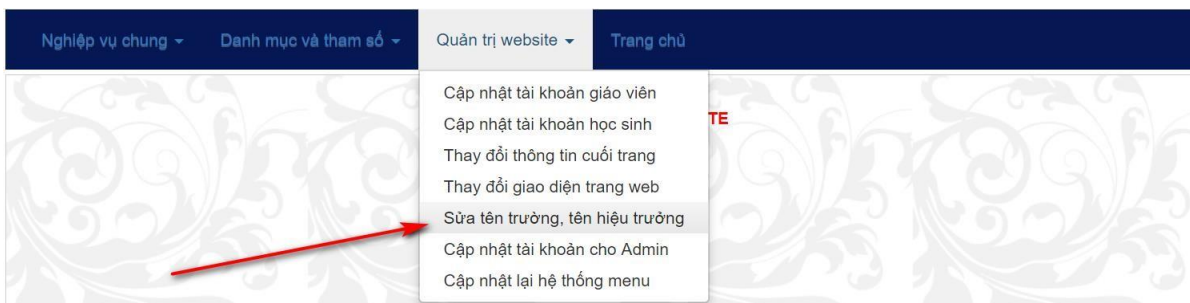 Nghiệp vụ chung Danh mục và tham số Quản trị website Trang chủ
Cập nhật tài khoản giáo viên
Cập nhật tài khoản học sinh
TE
Thay đổi thông tin cuối trang
Thay đổi giao diện trang web
Sửa tên trường, tên hiệu trưởng
Cập nhật tài khoản cho Admin
Cập nhật lại hệ thống menu